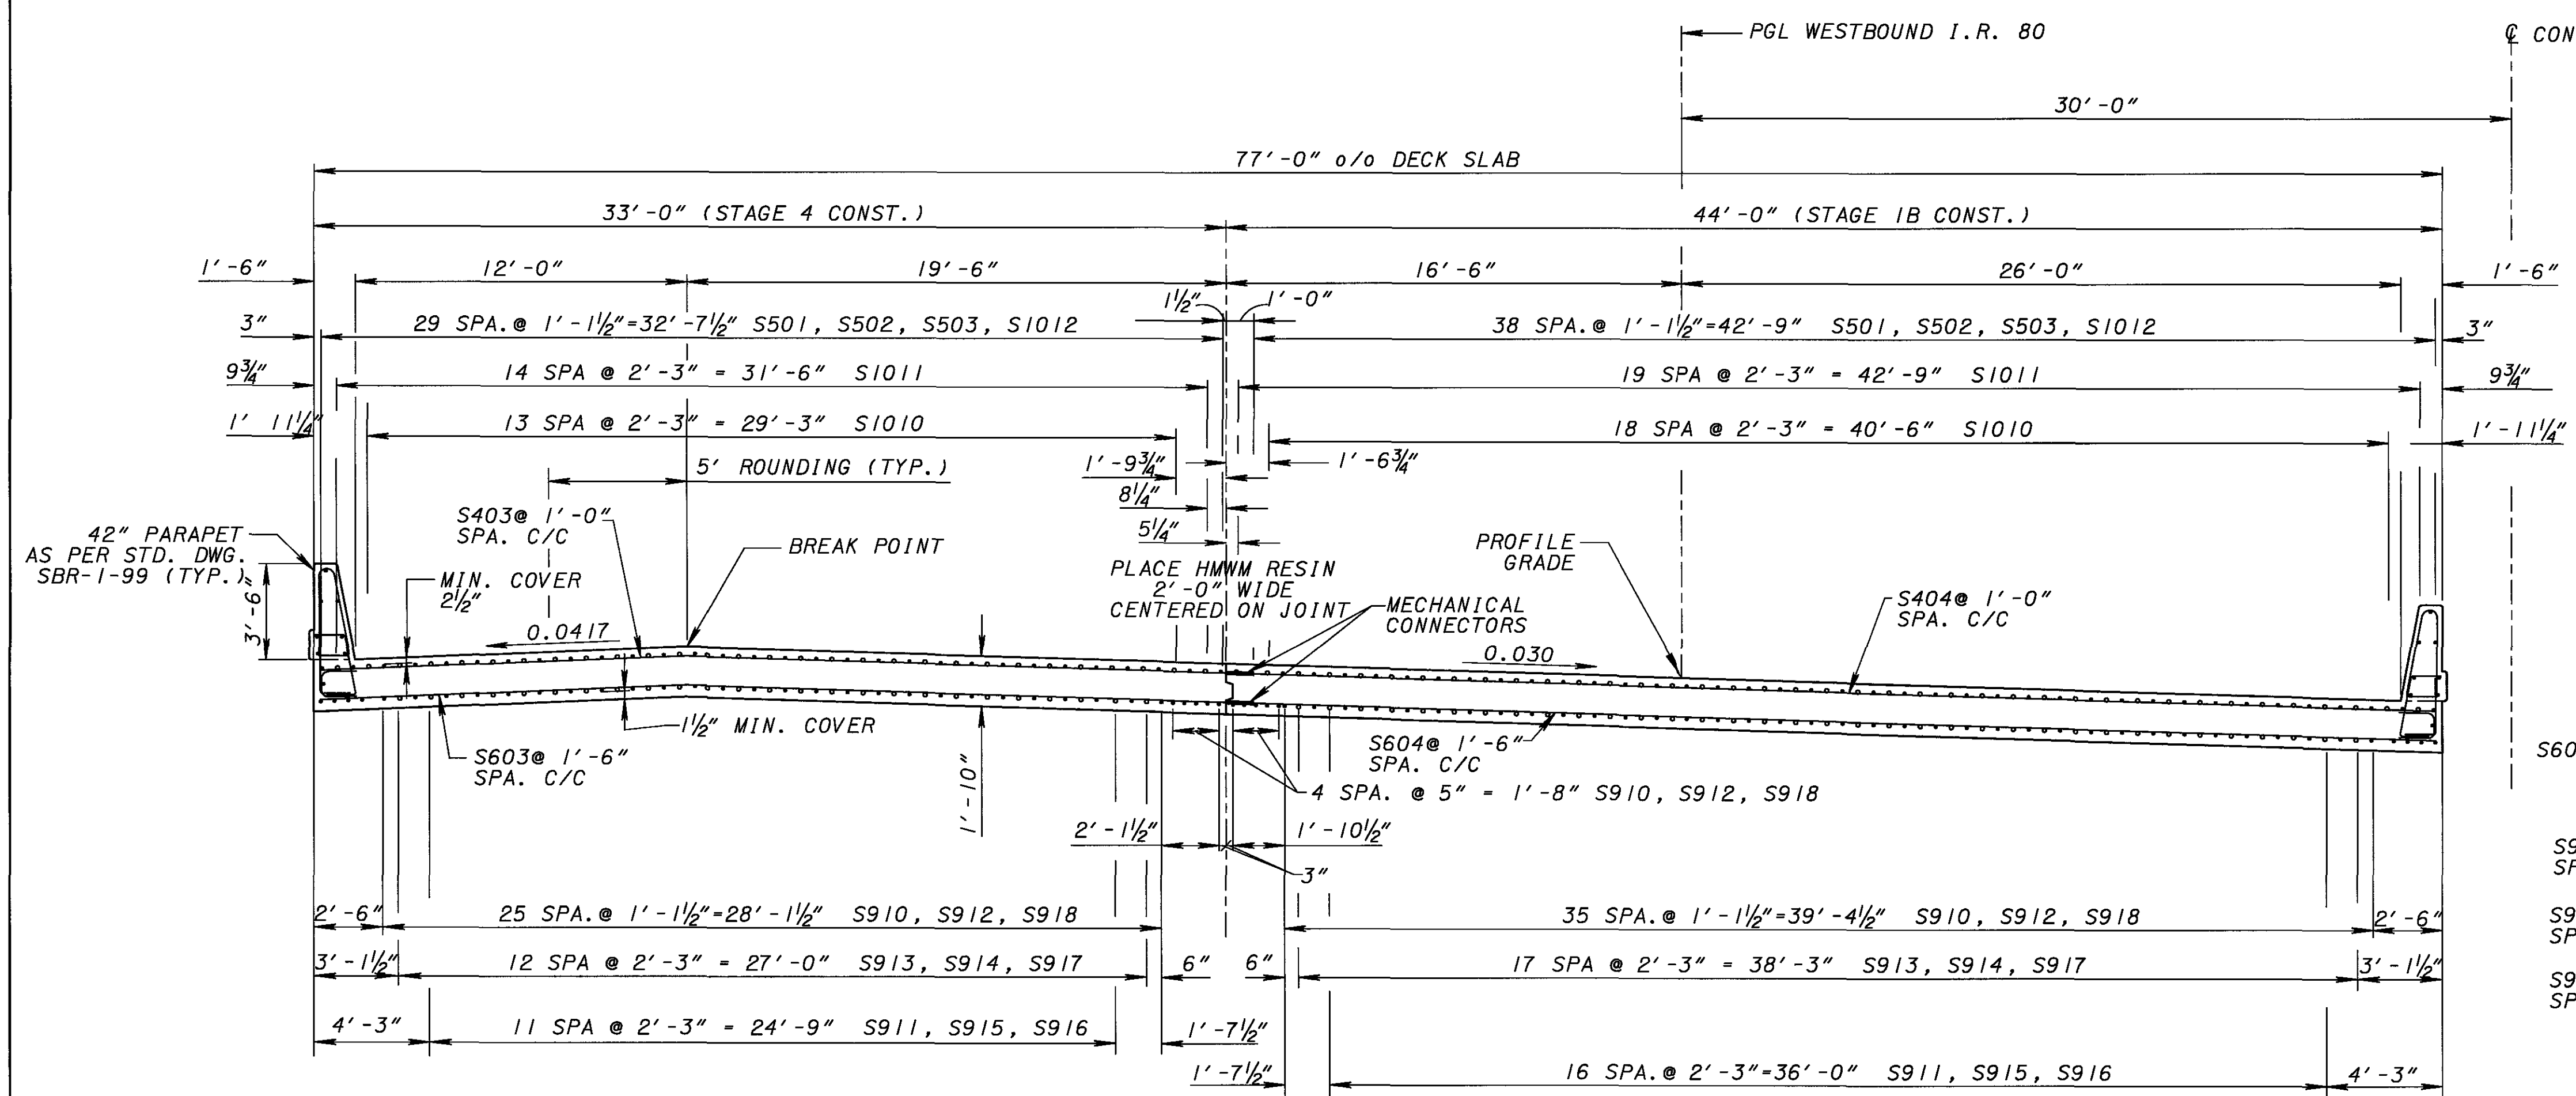 PGL WESTBOUND I.R. 80
℄ CON
30'-0"
77'-0" o/o DECK SLAB
33'-0" (STAGE 4 CONST.)
44'-0" (STAGE 1B CONST.)
1'-6"
12'-0"
19'-6"
16'-6"
26'-0"
1'-6"
1½"
1'-0"
3"
29 SPA.@ 1'-1½"=32'-7½" S501, S502, S503, S1012
38 SPA.@ 1'-1½"=42'-9" S501, S502, S503, S1012
3"
9¾"
14 SPA @ 2'-3" = 31'-6" S1011
19 SPA @ 2'-3" = 42'-9" S1011
9¾"
1' 11¼"
13 SPA @ 2'-3" = 29'-3" S1010
18 SPA @ 2'-3" = 40'-6" S1010
1'-11¼"
5' ROUNDING (TYP.)
1'-9¾"
1'-6¾"
8¼"
5¼"
42" PARAPET
AS PER STD. DWG.
SBR-1-99 (TYP.)
3'-6"
S403@ 1'-0"
SPA. C/C
BREAK POINT
MIN. COVER
2½"
0.0417
PLACE HMWM RESIN
2'-0" WIDE
CENTERED ON JOINT
MECHANICAL
CONNECTORS
PROFILE
GRADE
S404@ 1'-0"
SPA. C/C
0.030
1½" MIN. COVER
S603@ 1'-6"
SPA. C/C
1'-10"
S604@ 1'-6"
SPA. C/C
S60
4 SPA. @ 5" = 1'-8" S910, S912, S918
2'-1½"
1'-10½"
3"
S9
SP
2'-6"
25 SPA.@ 1'-1½"=28'-1½" S910, S912, S918
35 SPA.@ 1'-1½"=39'-4½" S910, S912, S918
2'-6"
S9
SP
3'-1½"
12 SPA @ 2'-3" = 27'-0" S913, S914, S917
6"
6"
17 SPA @ 2'-3" = 38'-3" S913, S914, S917
3'-1½"
S9
SP
4'-3"
11 SPA @ 2'-3" = 24'-9" S911, S915, S916
1'-7½"
1'-7½"
16 SPA.@ 2'-3"=36'-0" S911, S915, S916
4'-3"